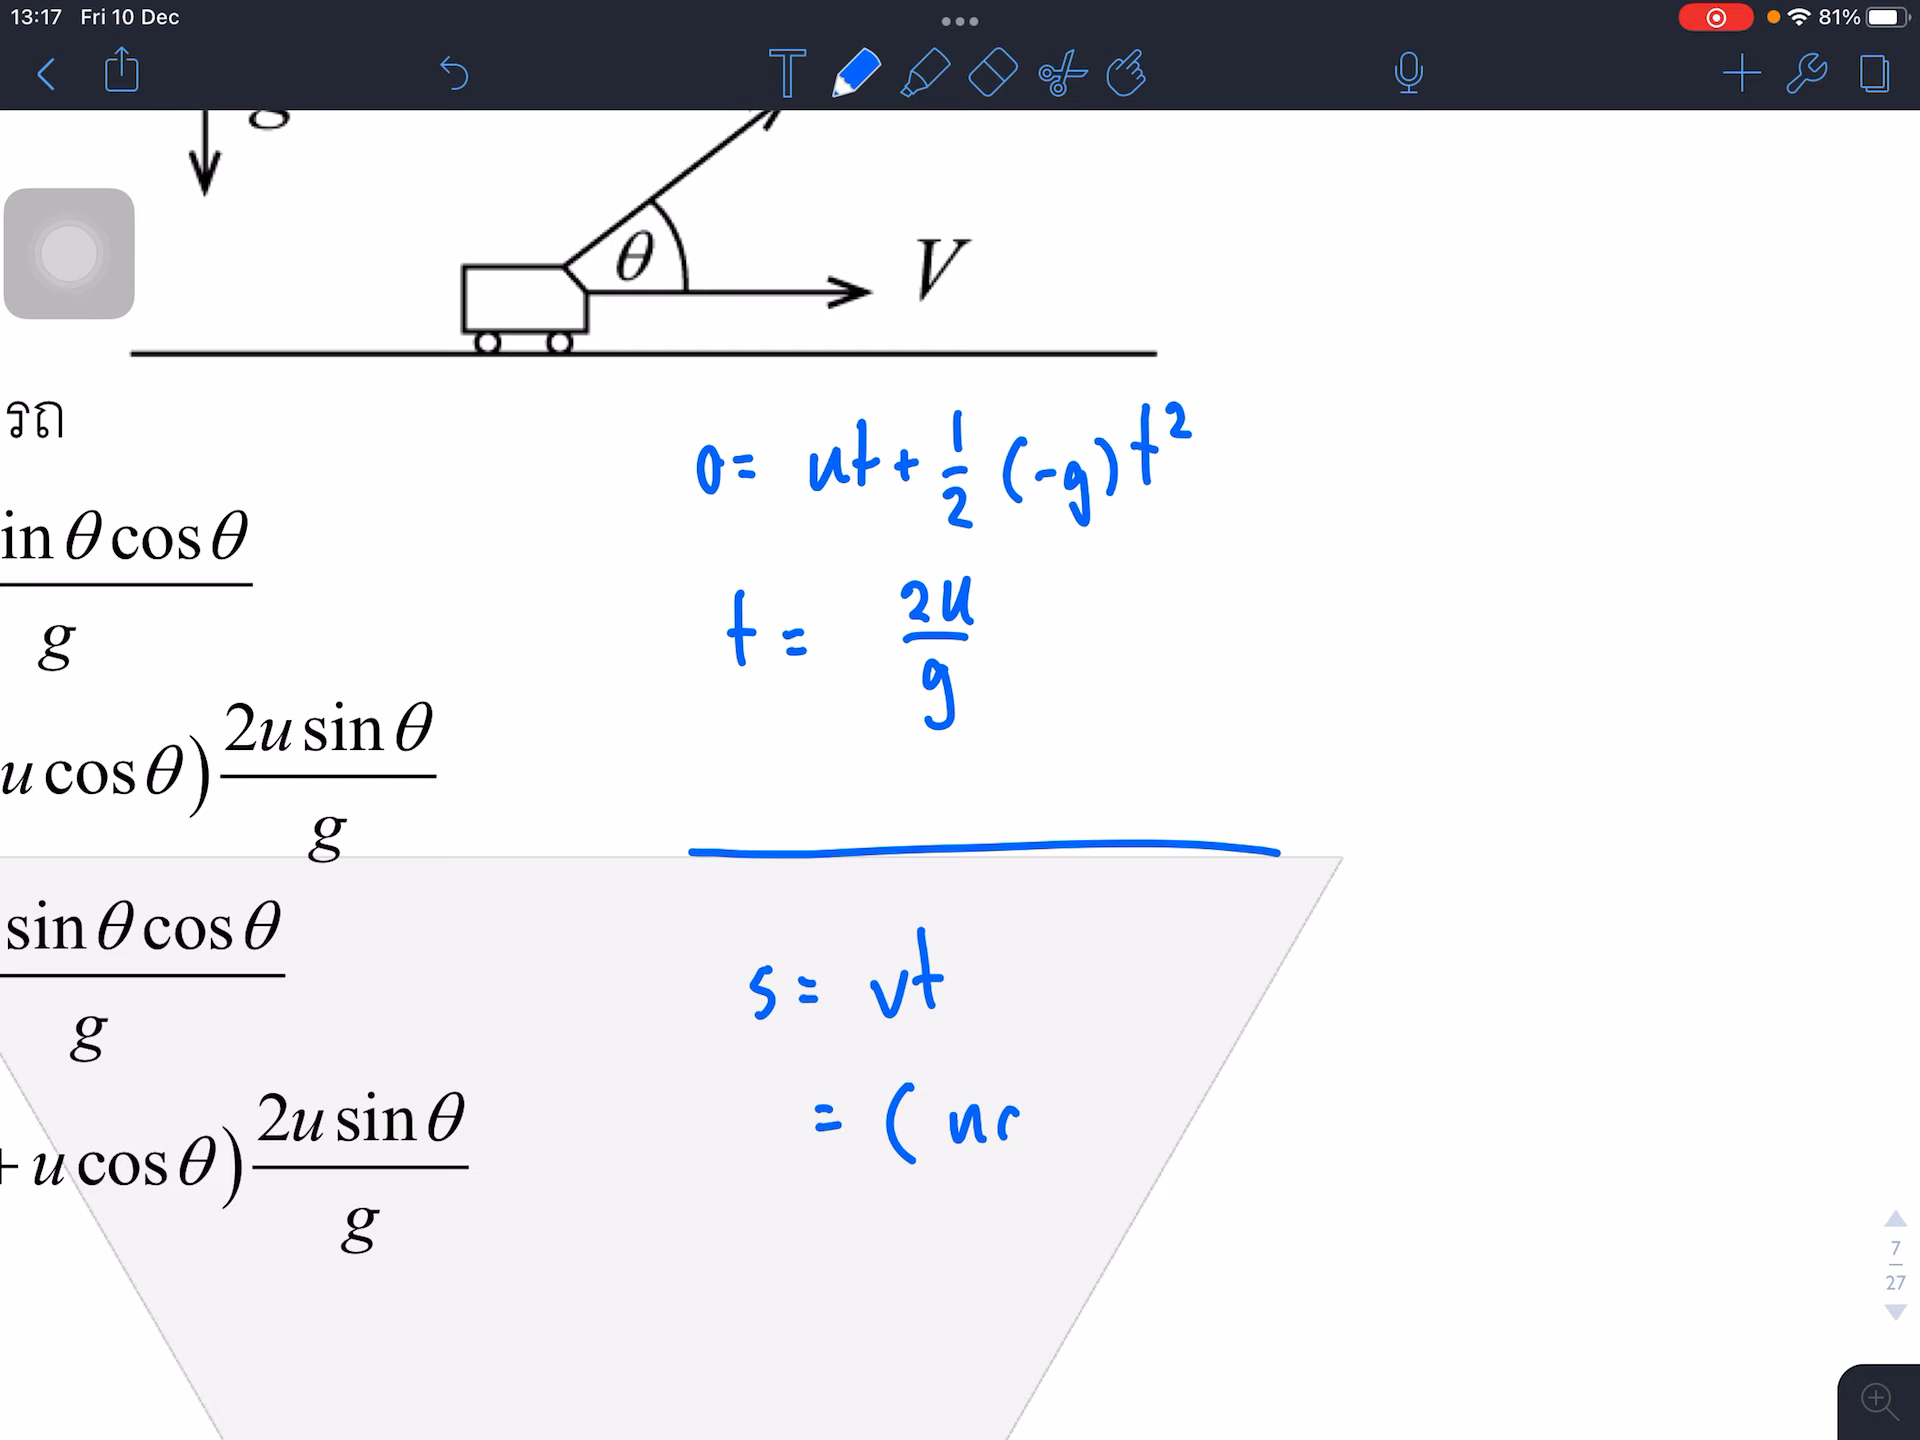 13:17 Fri 10 Dec
81%
g
θ
V
รถ
0 = ut + 1/2 (-g) t²
in θ cos θ / g
t = 2u / g
u cos θ) 2u sin θ / g
sin θ cos θ / g
s = vt
= ( uc
+ u cos θ) 2u sin θ / g
7
27